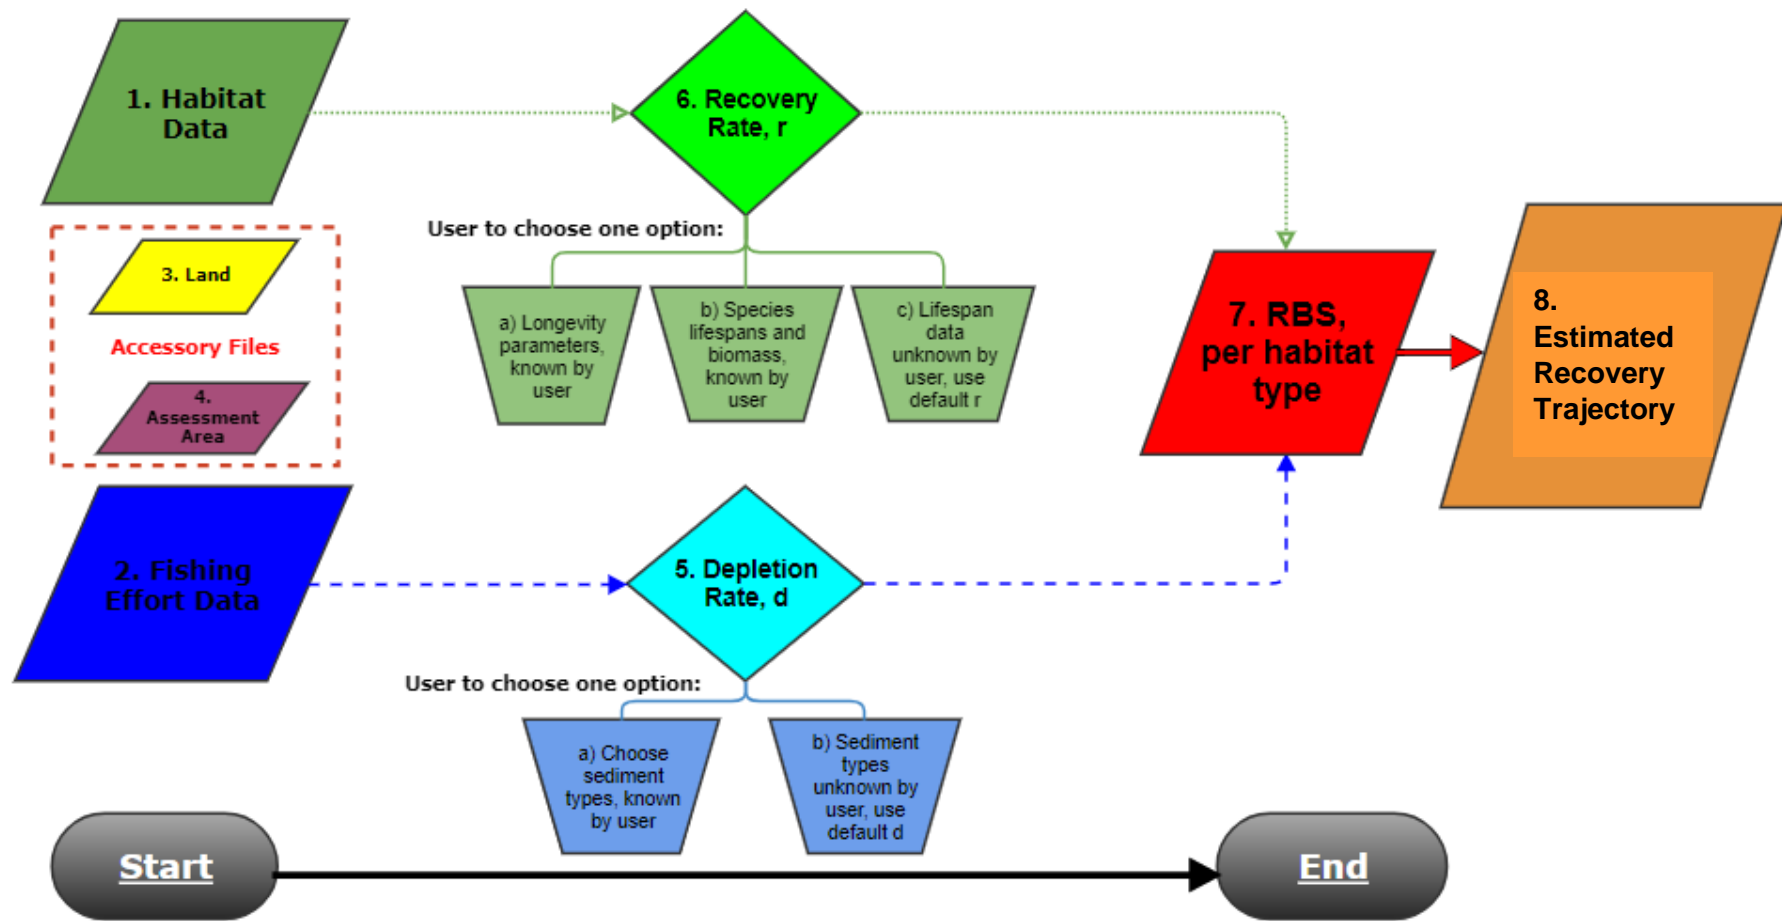 1. Habitat
Data
6. Recovery
Rate, r
User to choose one option:
a) Longevity
parameters,
known by
user
b) Species
lifespans and
biomass,
known by
user
c) Lifespan
data
unknown by
user, use
default r
3. Land
Accessory Files
4.
Assessment
Area
7. RBS,
per habitat
type
8.
Estimated
Recovery
Trajectory
2. Fishing
Effort Data
5. Depletion
Rate, d
User to choose one option:
a) Choose
sediment
types, known
by user
b) Sediment
types
unknown by
user, use
default d
Start
End